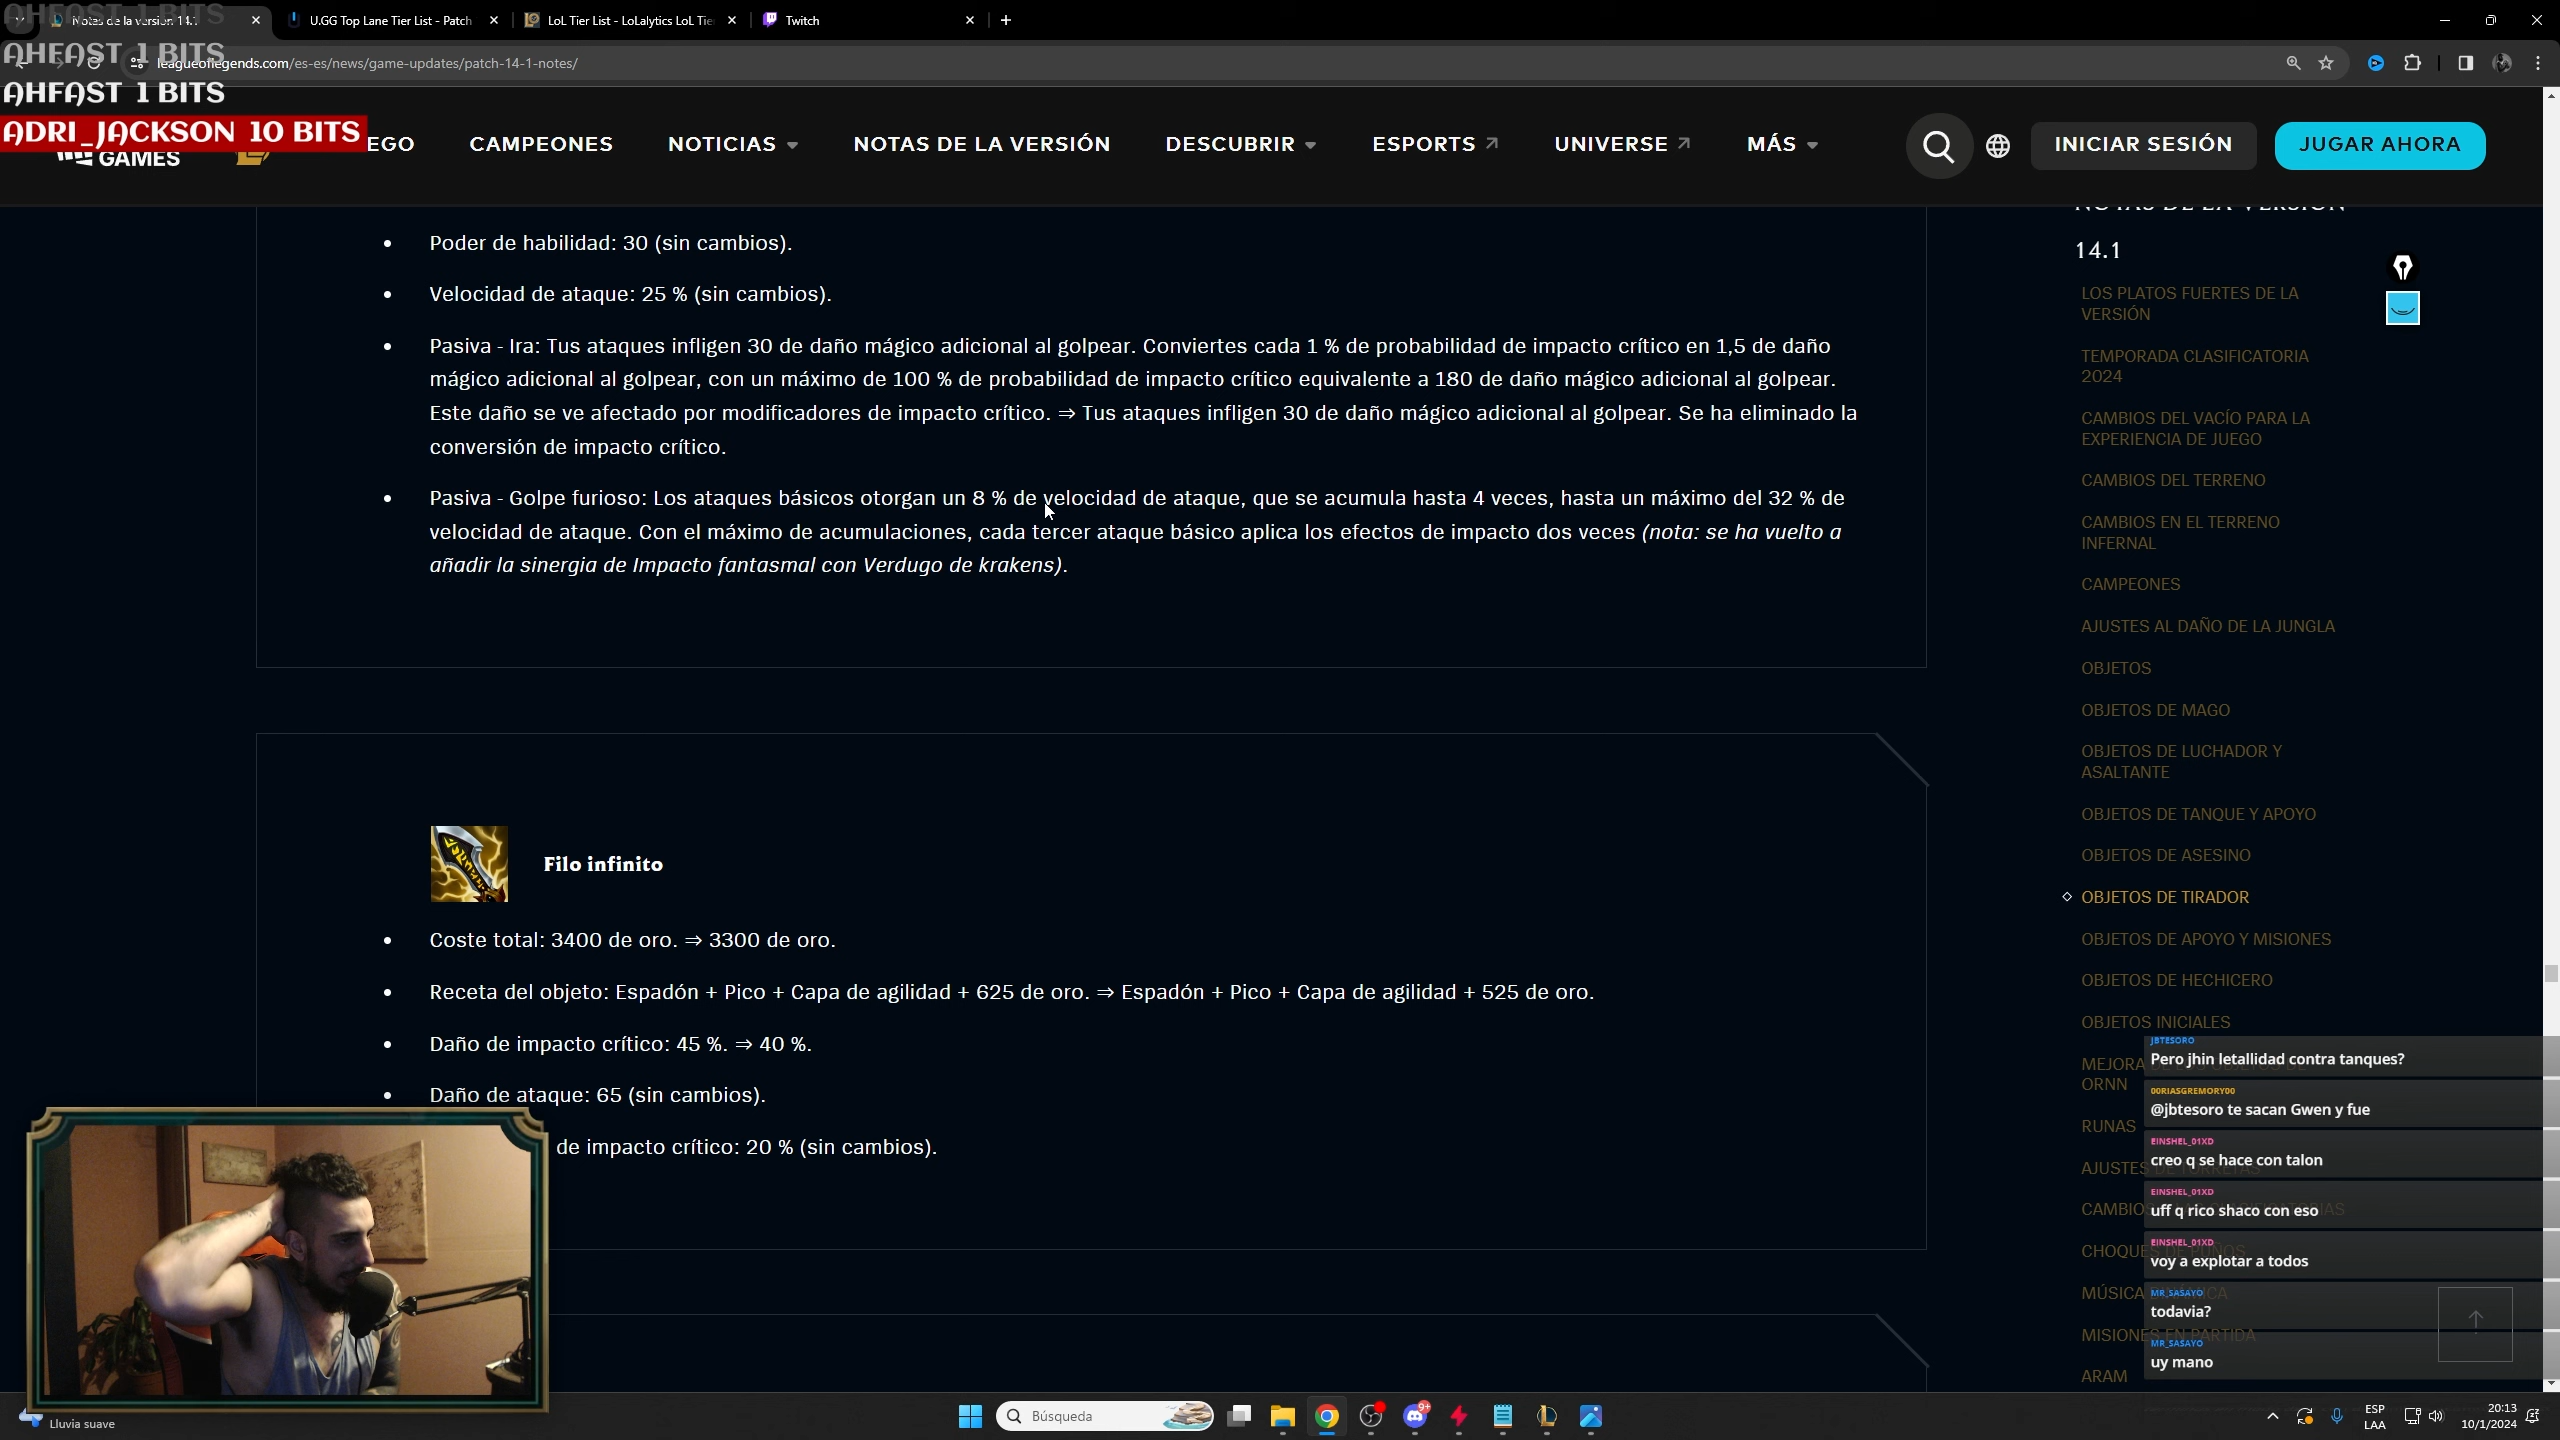 Notas de la versión 14.1
U.GG Top Lane Tier List - Patch
LoL Tier List - LoLalytics LoL Tie
Twitch
AHFAST 1 BITS
AHFAST 1 BITS
AHFAST 1 BITS
ADRI_JACKSON 10 BITS
leagueoflegends.com/es-es/news/game-updates/patch-14-1-notes/
GAMES
EGO
CAMPEONES
NOTICIAS
NOTAS DE LA VERSIÓN
DESCUBRIR
ESPORTS
UNIVERSE
MÁS
INICIAR SESIÓN
JUGAR AHORA
• Poder de habilidad: 30 (sin cambios).
• Velocidad de ataque: 25 % (sin cambios).
• Pasiva - Ira: Tus ataques infligen 30 de daño mágico adicional al golpear. Conviertes cada 1 % de probabilidad de impacto crítico en 1,5 de daño
mágico adicional al golpear, con un máximo de 100 % de probabilidad de impacto crítico equivalente a 180 de daño mágico adicional al golpear.
Este daño se ve afectado por modificadores de impacto crítico. ⇒ Tus ataques infligen 30 de daño mágico adicional al golpear. Se ha eliminado la
conversión de impacto crítico.
• Pasiva - Golpe furioso: Los ataques básicos otorgan un 8 % de velocidad de ataque, que se acumula hasta 4 veces, hasta un máximo del 32 % de
velocidad de ataque. Con el máximo de acumulaciones, cada tercer ataque básico aplica los efectos de impacto dos veces (nota: se ha vuelto a
añadir la sinergia de Impacto fantasmal con Verdugo de krakens).
Filo infinito
• Coste total: 3400 de oro. ⇒ 3300 de oro.
• Receta del objeto: Espadón + Pico + Capa de agilidad + 625 de oro. ⇒ Espadón + Pico + Capa de agilidad + 525 de oro.
• Daño de impacto crítico: 45 %. ⇒ 40 %.
• Daño de ataque: 65 (sin cambios).
de impacto crítico: 20 % (sin cambios).
NOTAS DE LA VERSIÓN
14.1
LOS PLATOS FUERTES DE LA
VERSIÓN
TEMPORADA CLASIFICATORIA
2024
CAMBIOS DEL VACÍO PARA LA
EXPERIENCIA DE JUEGO
CAMBIOS DEL TERRENO
CAMBIOS EN EL TERRENO
INFERNAL
CAMPEONES
AJUSTES AL DAÑO DE LA JUNGLA
OBJETOS
OBJETOS DE MAGO
OBJETOS DE LUCHADOR Y
ASALTANTE
OBJETOS DE TANQUE Y APOYO
OBJETOS DE ASESINO
OBJETOS DE TIRADOR
OBJETOS DE APOYO Y MISIONES
OBJETOS DE HECHICERO
OBJETOS INICIALES
MEJORA
ORNN
RUNAS
AJUSTES
CAMBIO
CHOQUE
MÚSICA
MISIONES EN PARTIDA
ARAM
JBTESORO
Pero jhin letallidad contra tanques?
00RIASGREMORY00
@jbtesoro te sacan Gwen y fue
EINSHEL_01XD
creo q se hace con talon
EINSHEL_01XD
uff q rico shaco con eso
EINSHEL_01XD
voy a explotar a todos
MR_SASAYO
todavia?
MR_SASAYO
uy mano
Lluvia suave
Búsqueda
9+
ESP
LAA
20:13
10/1/2024